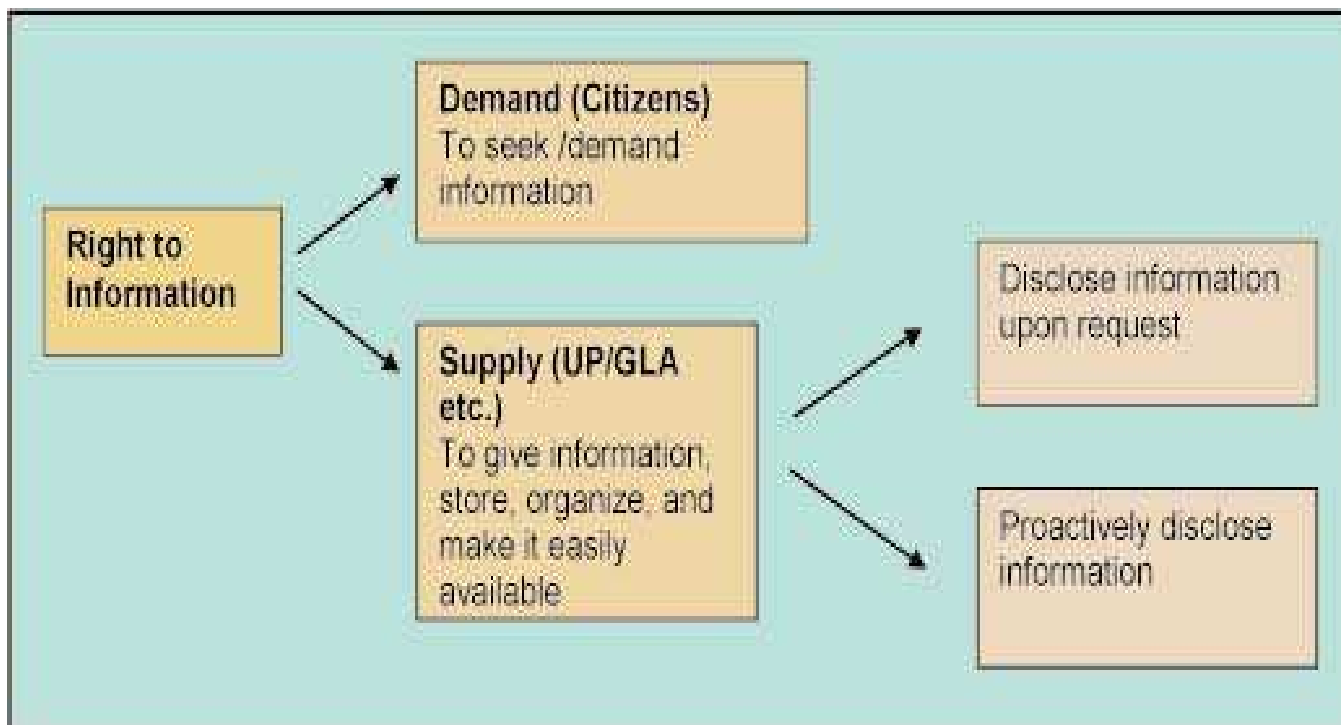 Right to
Information
Demand (Citizens)
To seek /demand
information
Supply (UP/GLA
etc.)
To give information,
store, organize, and
make it easily
available
Disclose information
upon request
Proactively disclose
information